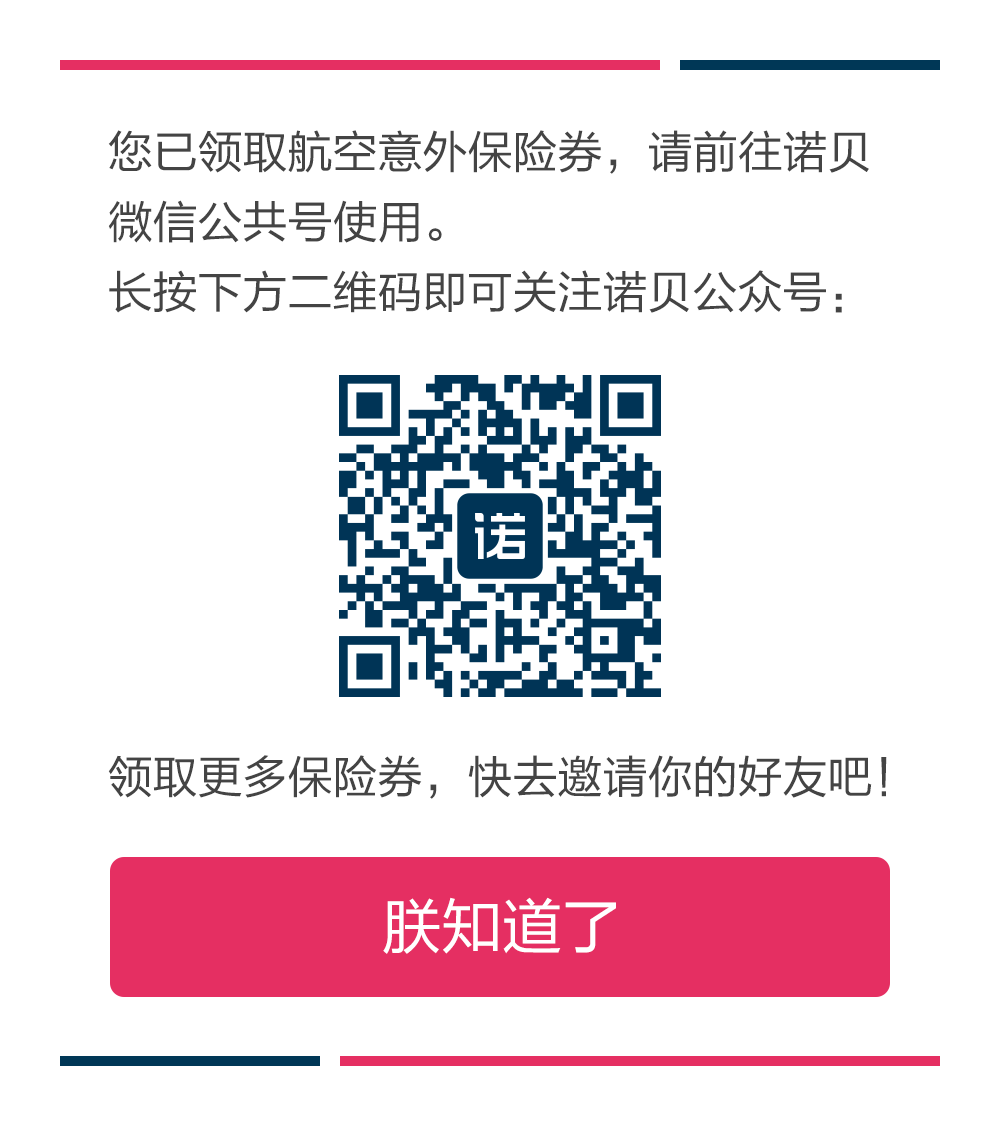 您已领取航空意外保险券，请前往诺贝
微信公共号使用。
长按下方二维码即可关注诺贝公众号：
诺
领取更多保险券，快去邀请你的好友吧！
朕知道了